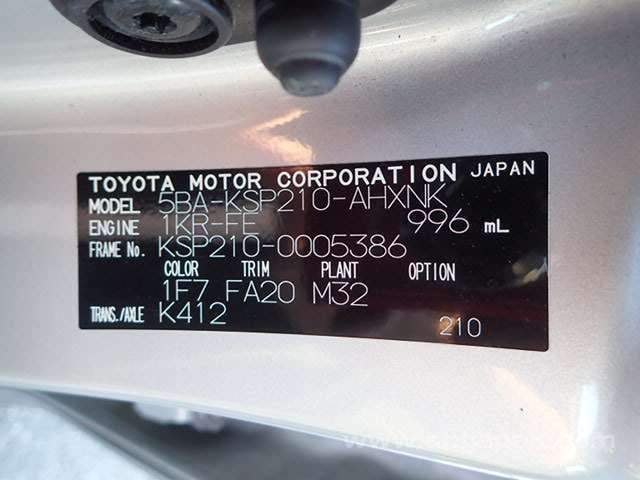 TOYOTA MOTOR CORPORATION JAPAN
MODEL 5BA-KSP210-AHXNK
ENGINE 1KR-FE 996 mL
FRAME No. KSP210-0005386
COLOR TRIM PLANT OPTION
1F7 FA20 M32
TRANS./AXLE K412
210